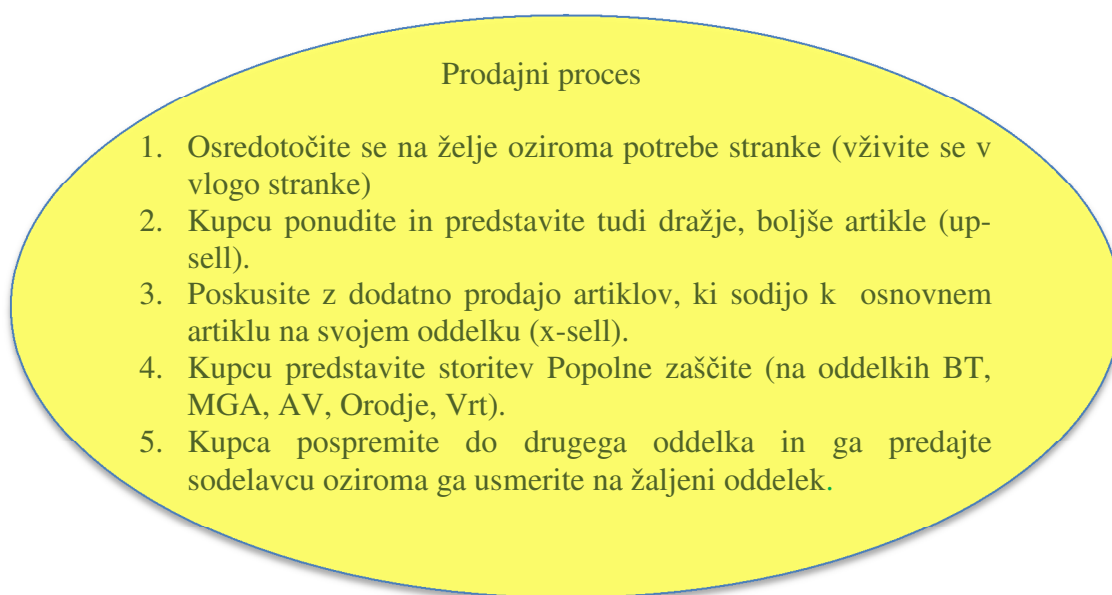 Prodajni proces
1. Osredotočite se na želje oziroma potrebe stranke (vživite se v
vlogo stranke)
2. Kupcu ponudite in predstavite tudi dražje, boljše artikle (up-
sell).
3. Poskusite z dodatno prodajo artiklov, ki sodijo k osnovnem
artiklu na svojem oddelku (x-sell).
4. Kupcu predstavite storitev Popolne zaščite (na oddelkih BT,
MGA, AV, Orodje, Vrt).
5. Kupca pospremite do drugega oddelka in ga predajte
sodelavcu oziroma ga usmerite na žaljeni oddelek.